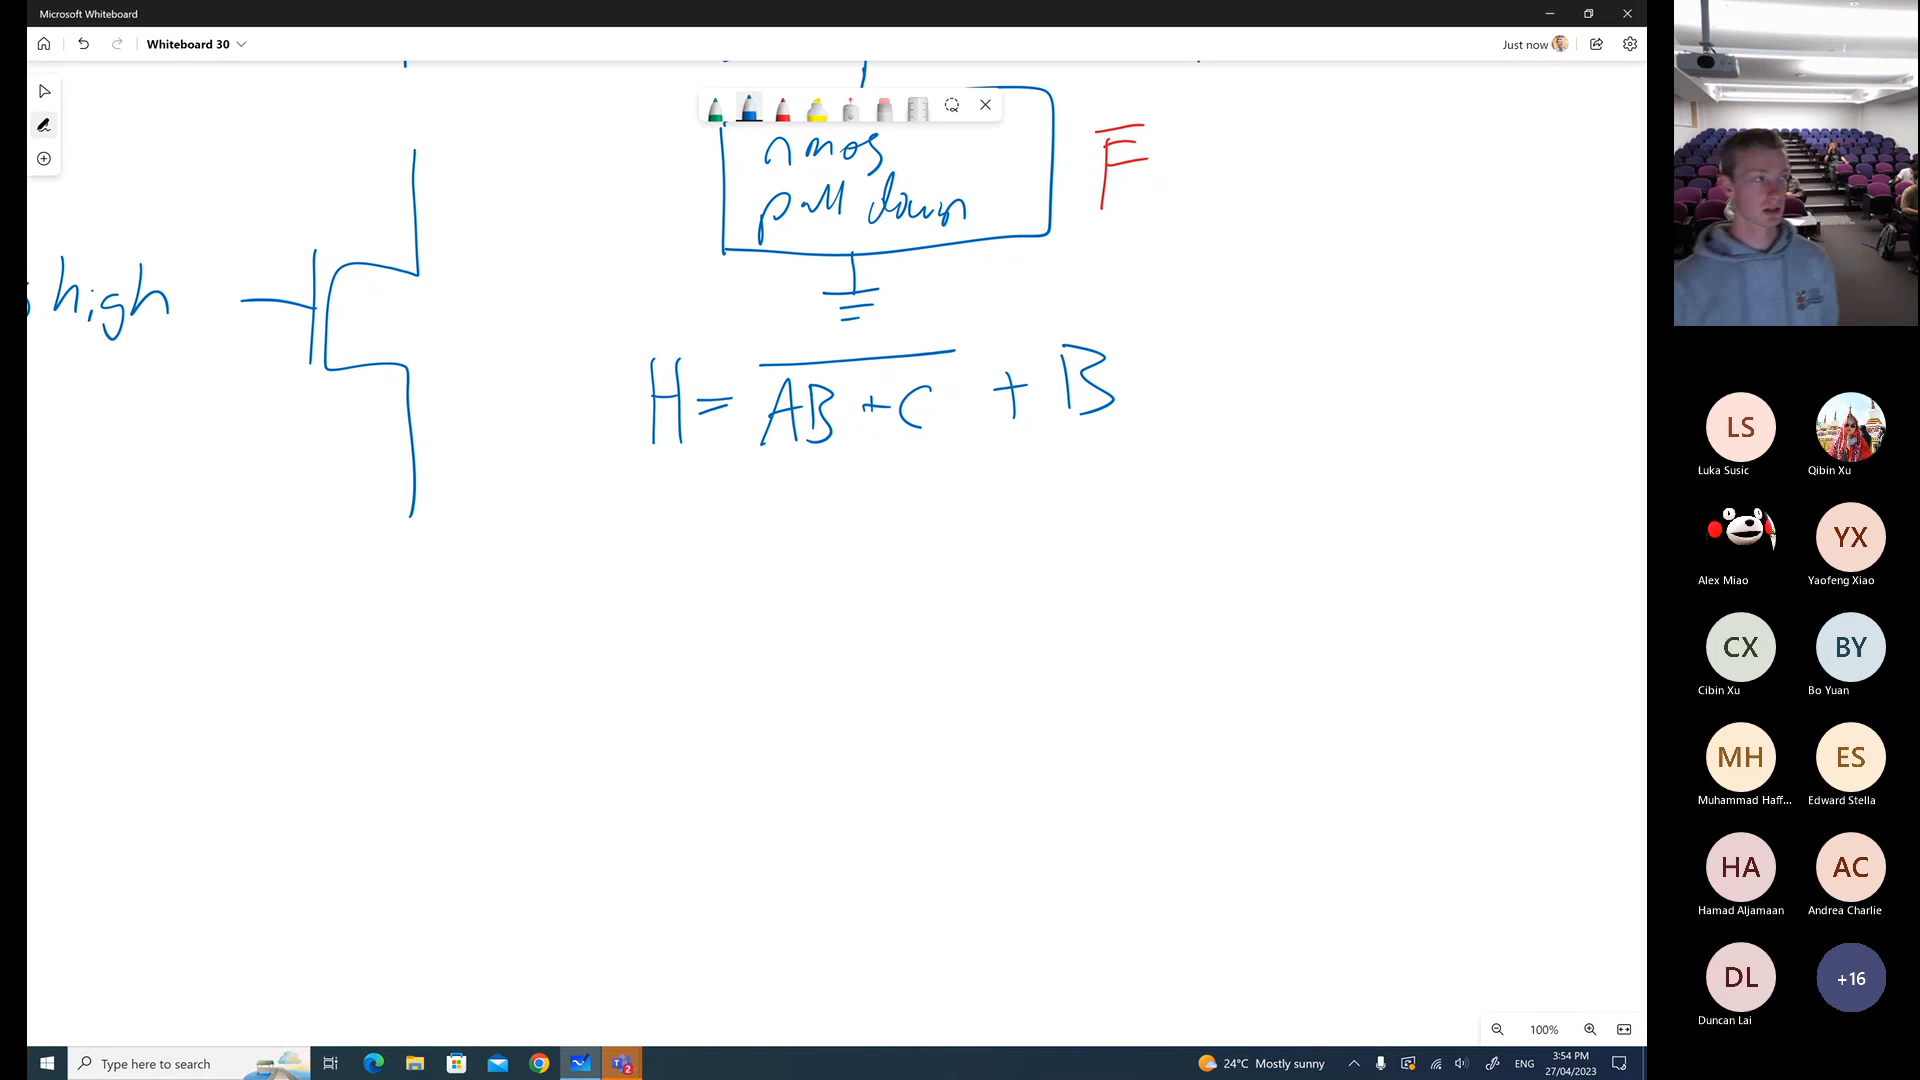 Microsoft Whiteboard
Whiteboard 30
Just now
nmos
pull down
F
high
H = AB + C + B
LS
Luka Susic
Qibin Xu
Alex Miao
YX
Yaofeng Xiao
CX
Cibin Xu
BY
Bo Yuan
MH
Muhammad Haff...
ES
Edward Stella
HA
Hamad Aljamaan
AC
Andrea Charlie
DL
Duncan Lai
+16
100%
Type here to search
2
24°C Mostly sunny
ENG
3:54 PM
27/04/2023